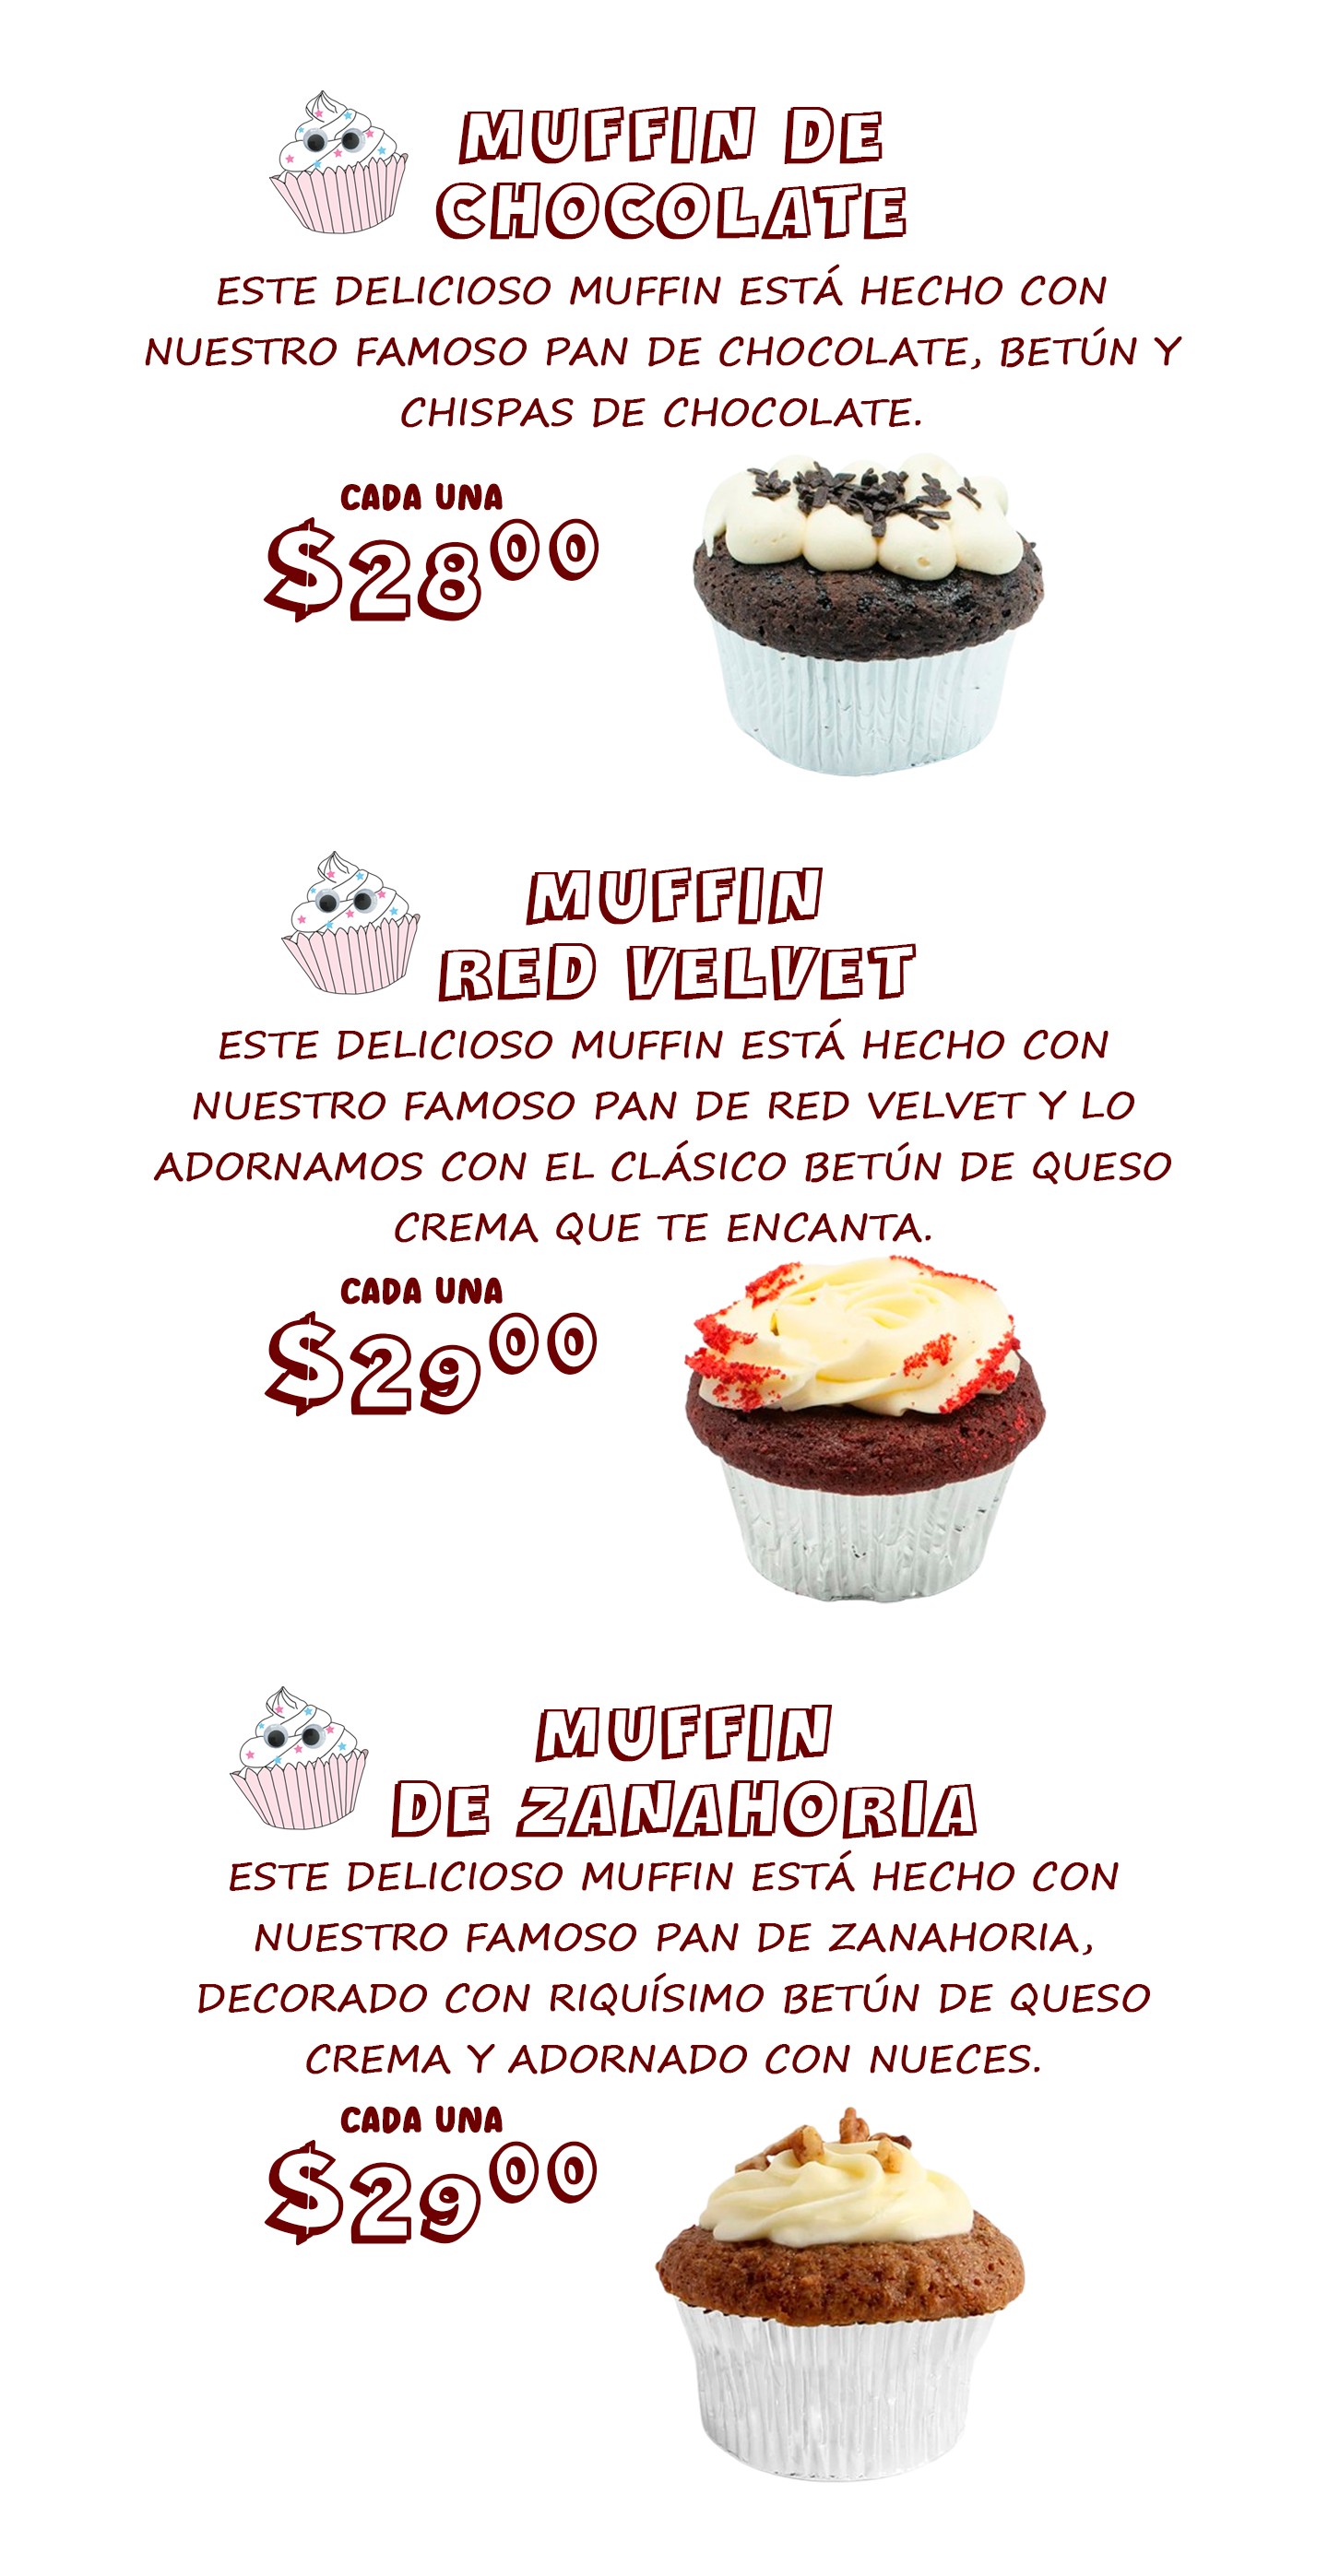 MUFFIN DE
CHOCOLATE
ESTE DELICIOSO MUFFIN ESTÁ HECHO CON
NUESTRO FAMOSO PAN DE CHOCOLATE, BETÚN Y
CHISPAS DE CHOCOLATE.
CADA UNA
$2800
MUFFIN
RED VELVET
ESTE DELICIOSO MUFFIN ESTÁ HECHO CON
NUESTRO FAMOSO PAN DE RED VELVET Y LO
ADORNAMOS CON EL CLÁSICO BETÚN DE QUESO
CREMA QUE TE ENCANTA.
CADA UNA
$2900
MUFFIN
DE ZANAHORIA
ESTE DELICIOSO MUFFIN ESTÁ HECHO CON
NUESTRO FAMOSO PAN DE ZANAHORIA,
DECORADO CON RIQUÍSIMO BETÚN DE QUESO
CREMA Y ADORNADO CON NUECES.
CADA UNA
$2900